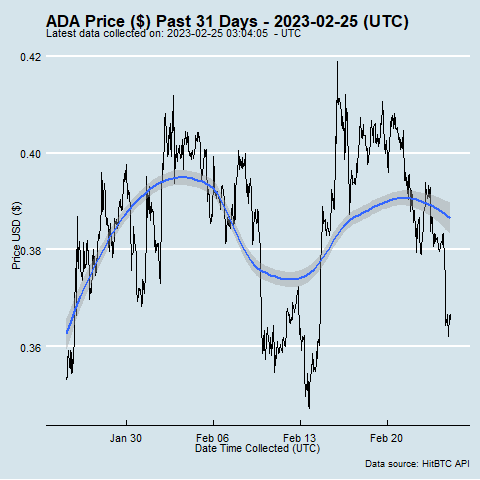 ADA Price ($) Past 31 Days - 2023-02-25 (UTC)
Latest data collected on: 2023-02-25 03:04:05 - UTC
0.42
0.40
0.38
0.36
Price USD ($)
Jan 30
Feb 06
Feb 13
Feb 20
Date Time Collected (UTC)
Data source: HitBTC API